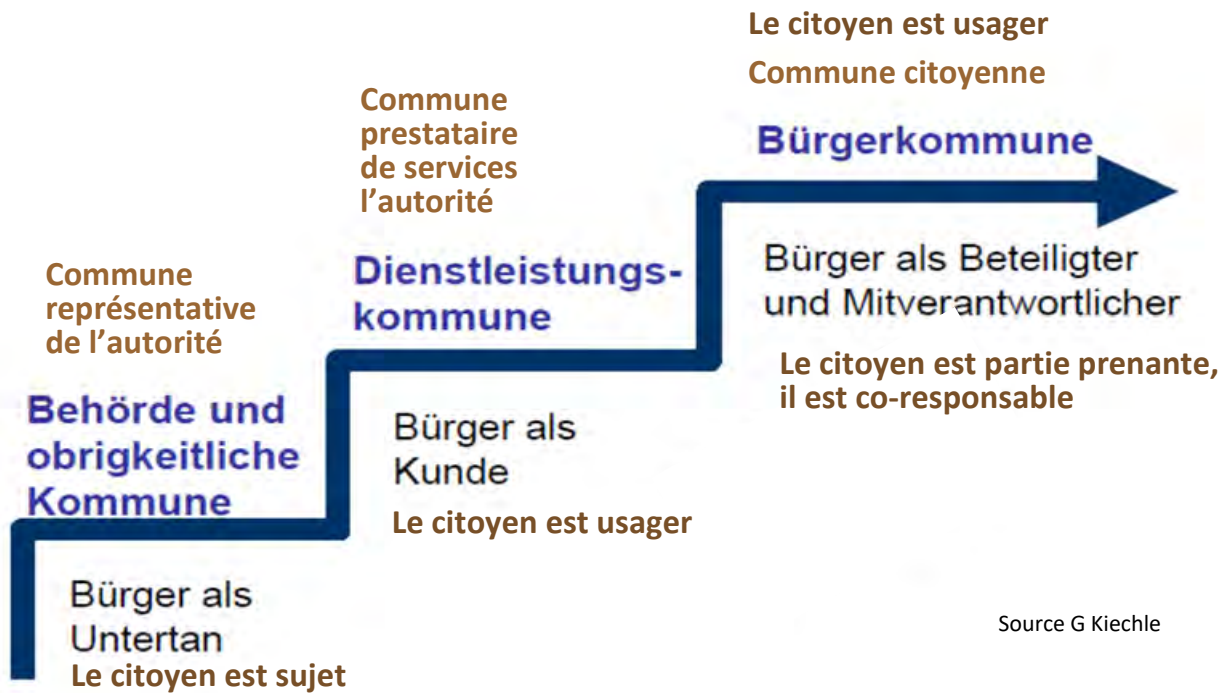 Le citoyen est usager
Commune citoyenne
Bürgerkommune
Bürger als Beteiligter
und Mitverantwortlicher
Le citoyen est partie prenante,
il est co-responsable
Commune
prestataire
de services
l’autorité
Dienstleistungs-
kommune
Bürger als
Kunde
Le citoyen est usager
Commune
représentative
de l’autorité
Behörde und
obrigkeitliche
Kommune
Bürger als
Untertan
Le citoyen est sujet
Source G Kiechle